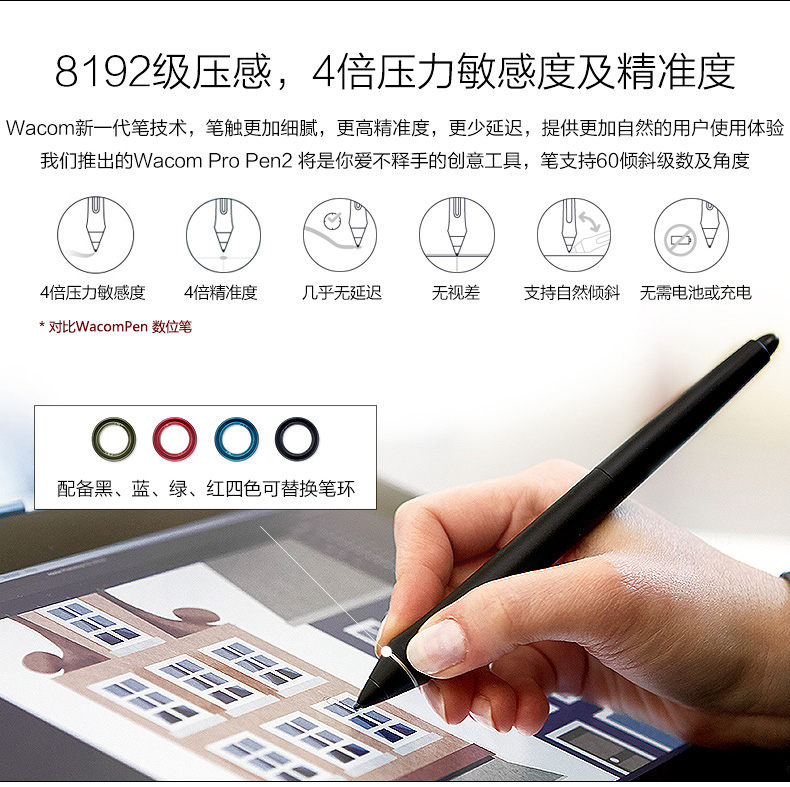 8192级压感，4倍压力敏感度及精准度
Wacom新一代笔技术，笔触更加细腻，更高精准度，更少延迟，提供更加自然的用户使用体验
我们推出的Wacom Pro Pen2 将是你爱不释手的创意工具，笔支持60倾斜级数及角度
4倍压力敏感度 4倍精准度 几乎无延迟 无视差 支持自然倾斜 无需电池或充电
* 对比WacomPen 数位笔
配备黑、蓝、绿、红四色可替换笔环